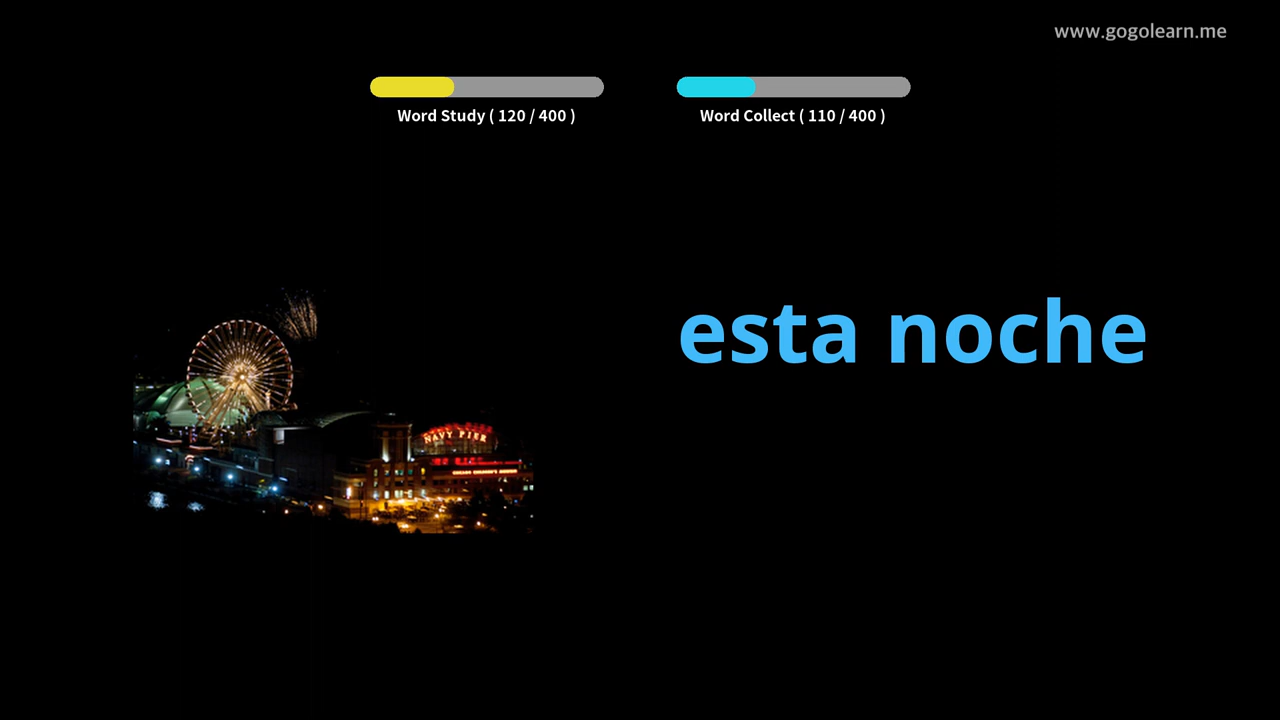 www.gogolearn.me
Word Study ( 120 / 400 )
Word Collect ( 110 / 400 )
esta noche
NAVY PIER